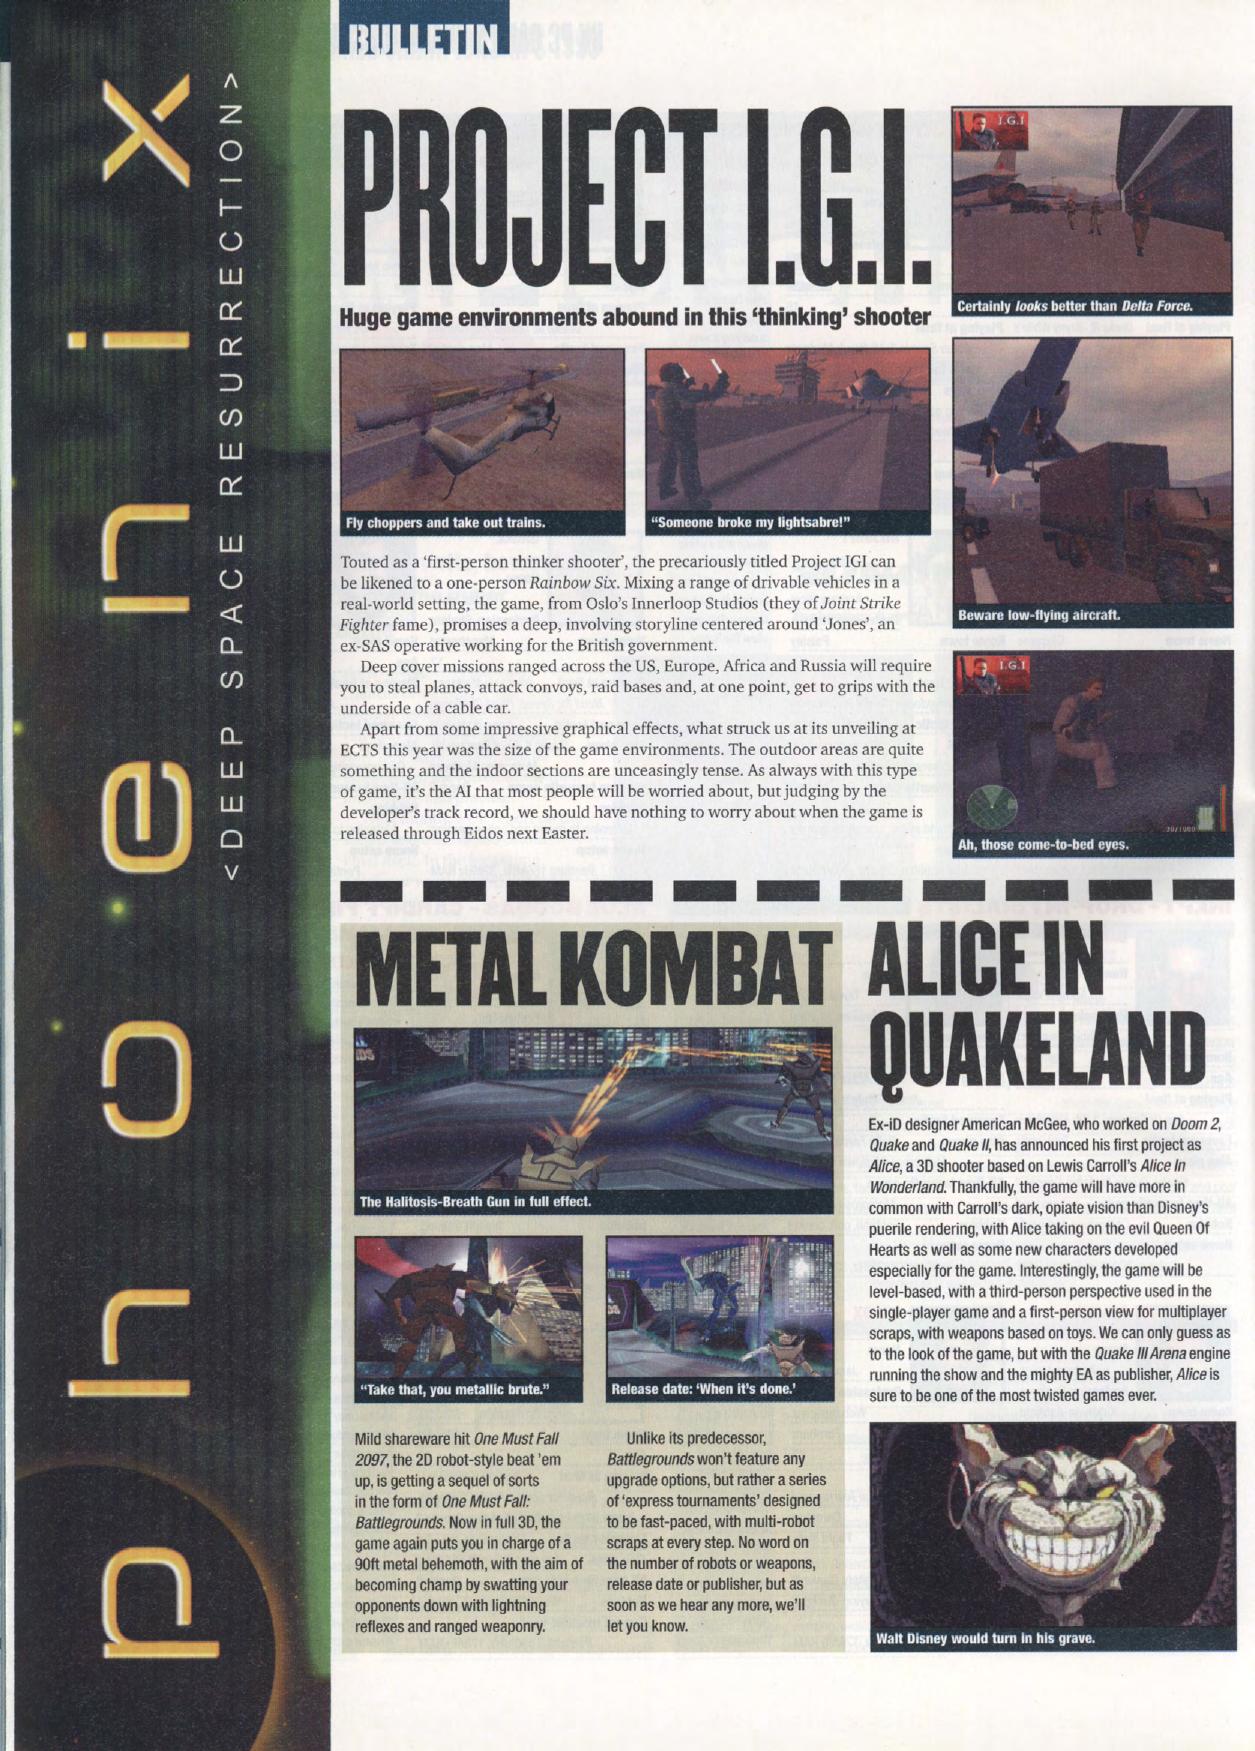 BULLETIN
phoenix
<DEEP SPACE RESURRECTION>
PROJECT I.G.I.
Huge game environments abound in this ‘thinking’ shooter
I.G.I
Certainly looks better than Delta Force.
Fly choppers and take out trains.
“Someone broke my lightsabre!”
Beware low-flying aircraft.
I.G.I
30/1080
Ah, those come-to-bed eyes.
Touted as a ‘first-person thinker shooter’, the precariously titled Project IGI can
be likened to a one-person Rainbow Six. Mixing a range of drivable vehicles in a
real-world setting, the game, from Oslo’s Innerloop Studios (they of Joint Strike
Fighter fame), promises a deep, involving storyline centered around ‘Jones’, an
ex-SAS operative working for the British government.
Deep cover missions ranged across the US, Europe, Africa and Russia will require
you to steal planes, attack convoys, raid bases and, at one point, get to grips with the
underside of a cable car.
Apart from some impressive graphical effects, what struck us at its unveiling at
ECTS this year was the size of the game environments. The outdoor areas are quite
something and the indoor sections are unceasingly tense. As always with this type
of game, it’s the AI that most people will be worried about, but judging by the
developer’s track record, we should have nothing to worry about when the game is
released through Eidos next Easter.
METAL KOMBAT
The Halitosis-Breath Gun in full effect.
“Take that, you metallic brute.”
Release date: ‘When it’s done.’
Mild shareware hit One Must Fall
2097, the 2D robot-style beat ’em
up, is getting a sequel of sorts
in the form of One Must Fall:
Battlegrounds. Now in full 3D, the
game again puts you in charge of a
90ft metal behemoth, with the aim of
becoming champ by swatting your
opponents down with lightning
reflexes and ranged weaponry.
Unlike its predecessor,
Battlegrounds won’t feature any
upgrade options, but rather a series
of ‘express tournaments’ designed
to be fast-paced, with multi-robot
scraps at every step. No word on
the number of robots or weapons,
release date or publisher, but as
soon as we hear any more, we’ll
let you know.
ALICE IN
QUAKELAND
Ex-iD designer American McGee, who worked on Doom 2,
Quake and Quake II, has announced his first project as
Alice, a 3D shooter based on Lewis Carroll’s Alice In
Wonderland. Thankfully, the game will have more in
common with Carroll’s dark, opiate vision than Disney’s
puerile rendering, with Alice taking on the evil Queen Of
Hearts as well as some new characters developed
especially for the game. Interestingly, the game will be
level-based, with a third-person perspective used in the
single-player game and a first-person view for multiplayer
scraps, with weapons based on toys. We can only guess as
to the look of the game, but with the Quake III Arena engine
running the show and the mighty EA as publisher, Alice is
sure to be one of the most twisted games ever.
Walt Disney would turn in his grave.